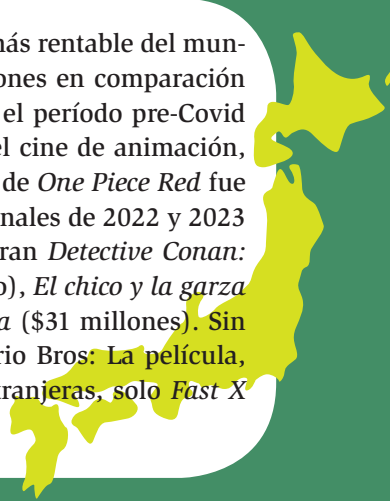 más rentable del mun-
ones en comparación
el período pre-Covid
el cine de animación,
de One Piece Red fue
nales de 2022 y 2023
ran Detective Conan:
o), El chico y la garza
a ($31 millones). Sin
rio Bros: La película,
tranjeras, solo Fast X